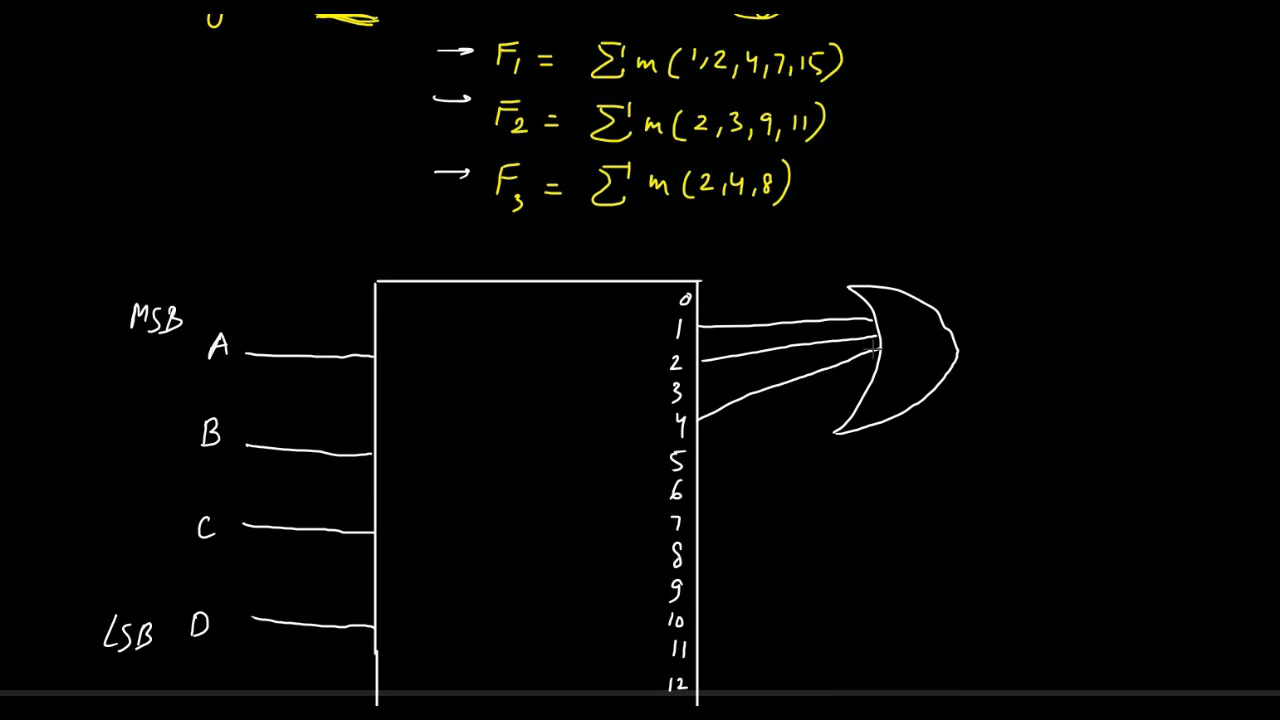 → F₁ = Σ m(1,2,4,7,15)
→ F₂ = Σ m(2,3,9,11)
→ F₃ = Σ m(2,4,8)
MSB
A
B
C
LSB D
0
1
2
3
4
5
6
7
8
9
10
11
12